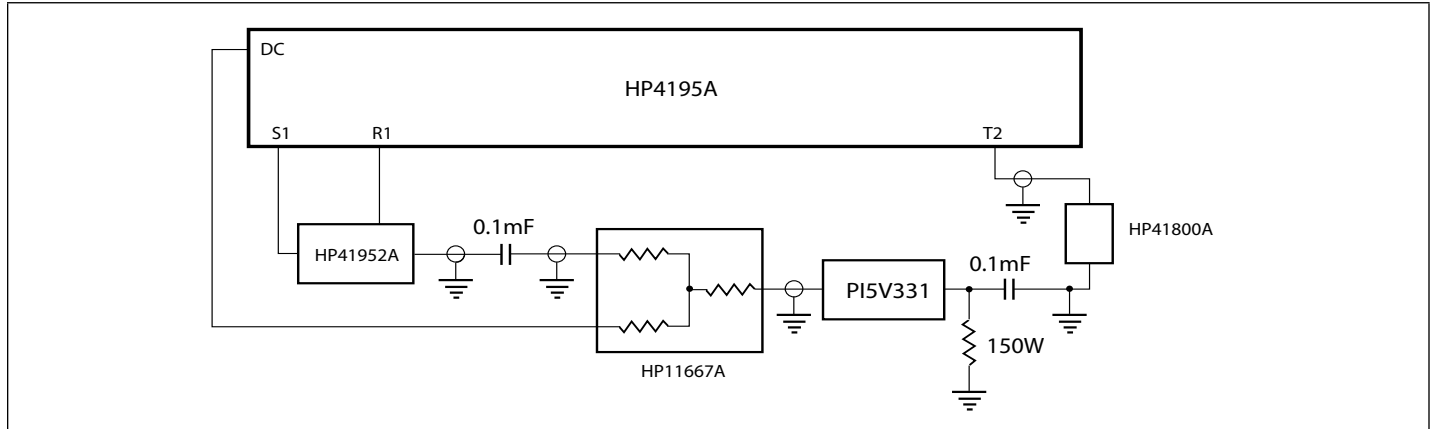 DC
HP4195A
S1
R1
T2
HP41952A
0.1mF
HP41800A
0.1mF
PI5V331
150W
HP11667A